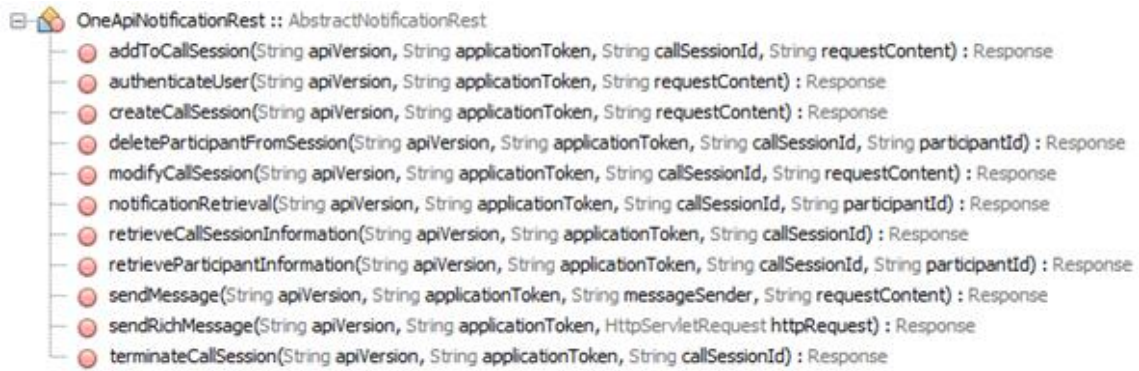 OneApiNotificationRest :: AbstractNotificationRest
addToCallSession(String apiVersion, String applicationToken, String callSessionId, String requestContent) : Response
authenticateUser(String apiVersion, String applicationToken, String requestContent) : Response
createCallSession(String apiVersion, String applicationToken, String requestContent) : Response
deleteParticipantFromSession(String apiVersion, String applicationToken, String callSessionId, String participantId) : Response
modifyCallSession(String apiVersion, String applicationToken, String callSessionId, String requestContent) : Response
notificationRetrieval(String apiVersion, String applicationToken, String callSessionId, String participantId) : Response
retrieveCallSessionInformation(String apiVersion, String applicationToken, String callSessionId) : Response
retrieveParticipantInformation(String apiVersion, String applicationToken, String callSessionId, String participantId) : Response
sendMessage(String apiVersion, String applicationToken, String messageSender, String requestContent) : Response
sendRichMessage(String apiVersion, String applicationToken, HttpServletRequest httpRequest) : Response
terminateCallSession(String apiVersion, String applicationToken, String callSessionId) : Response